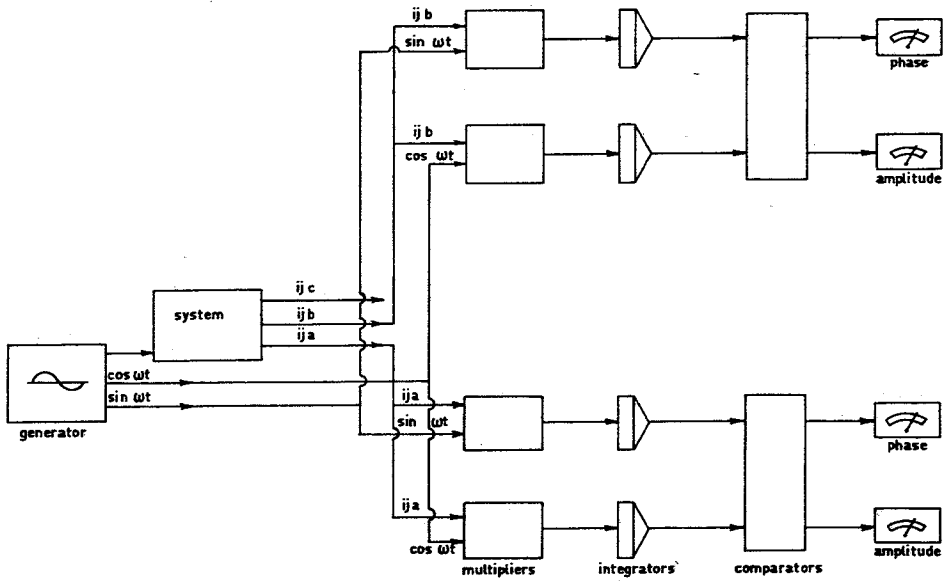 ij b
sin ωt
phase
ij b
cos ωt
amplitude
ij c
system
ij b
ij a
cos ωt
sin ωt
generator
ij a
sin ωt
phase
ij a
cos ωt
amplitude
multipliers
integrators
comparators